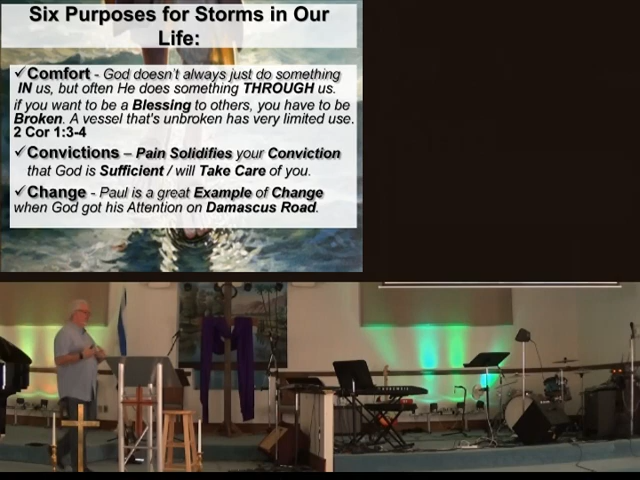 Six Purposes for Storms in Our
Life:
✓Comfort - God doesn't always just do something
IN us, but often He does something THROUGH us.
if you want to be a Blessing to others, you have to be
Broken. A vessel that's unbroken has very limited use.
2 Cor 1:3-4
✓Convictions – Pain Solidifies your Conviction
that God is Sufficient / will Take Care of you.
✓Change - Paul is a great Example of Change
when God got his Attention on Damascus Road.